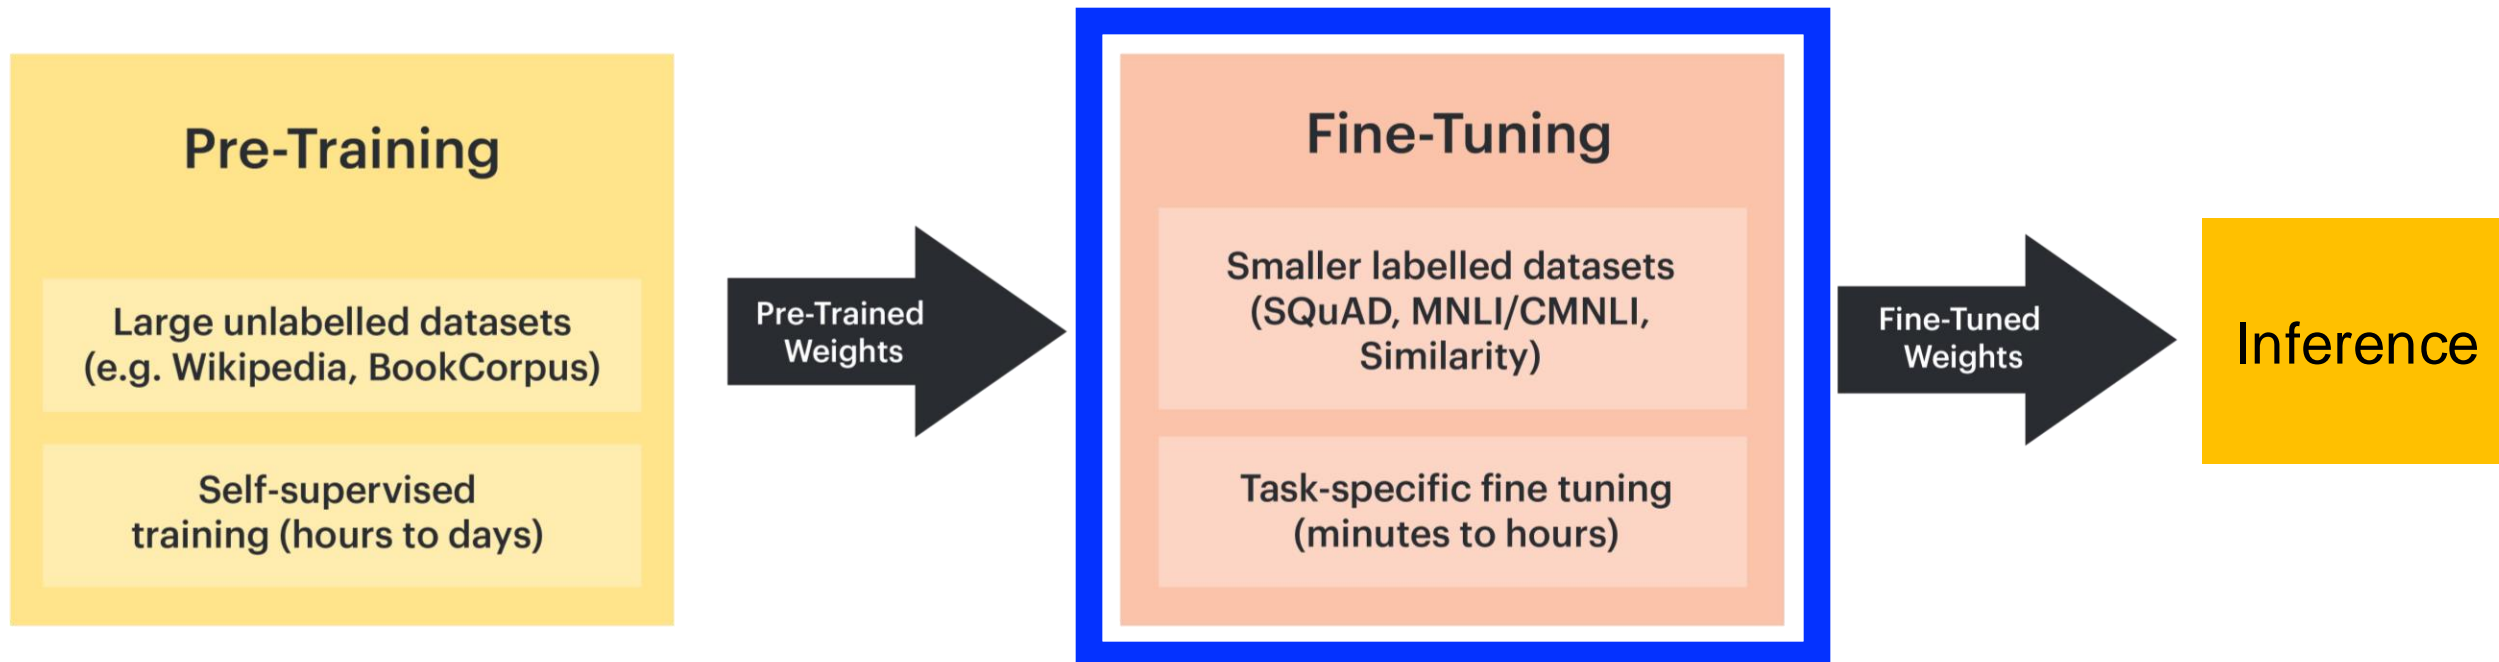 Pre-Training
Large unlabelled datasets
(e.g. Wikipedia, BookCorpus)
Self-supervised
training (hours to days)
Pre-Trained
Weights
Fine-Tuning
Smaller labelled datasets
(SQuAD, MNLI/CMNLI,
Similarity)
Task-specific fine tuning
(minutes to hours)
Fine-Tuned
Weights
Inference